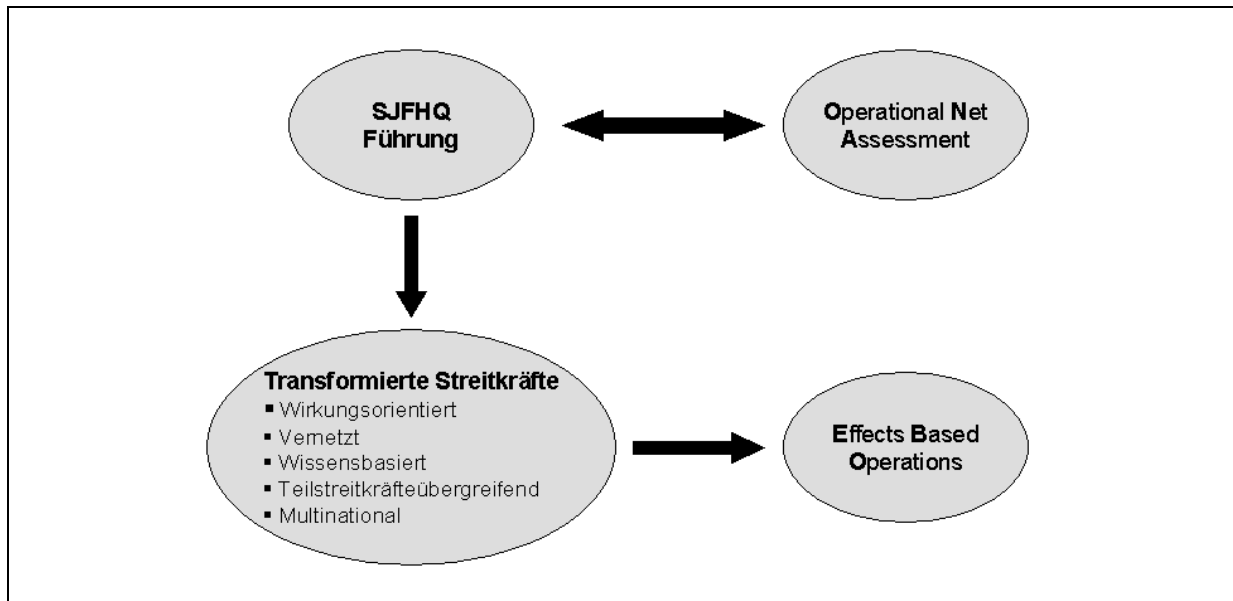 SJFHQ
Führung
Operational Net
Assessment
Transformierte Streitkräfte
▪ Wirkungsorientiert
▪ Vernetzt
▪ Wissensbasiert
▪ Teilstreitkräfteübergreifend
▪ Multinational
Effects Based
Operations